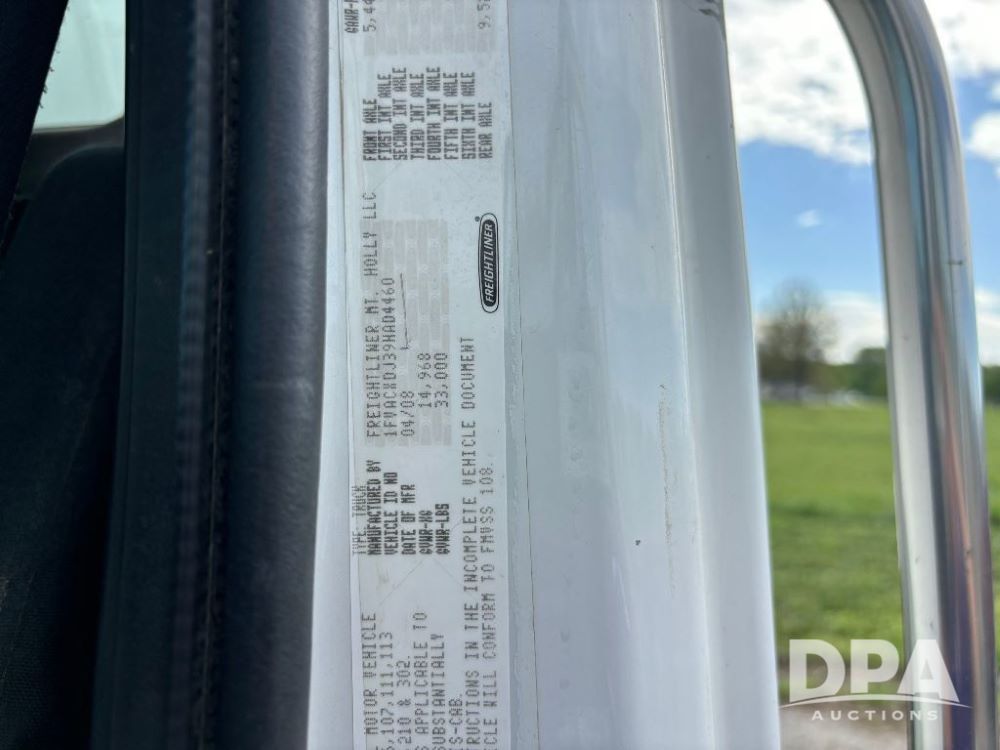 MOTOR VEHICLE
107,111,113
210 & 302.
APPLICABLE TO
SUBSTANTIALLY
S-CAB.
TYPE: TRUCK
MANUFACTURED BY FREIGHTLINER MT. HOLLY LLC
VEHICLE ID NO 1FVACXDJ39HAD4460
DATE OF MFR 04/08
GVWR-KG 14,968
GVWR-LBS 33,000
IN THE INCOMPLETE VEHICLE DOCUMENT
WILL CONFORM TO FMVSS 108.
FREIGHTLINER
FRONT AXLE
FIRST INT AXLE
SECOND INT AXLE
THIRD INT AXLE
FOURTH INT AXLE
FIFTH INT AXLE
SIXTH INT AXLE
REAR AXLE
DPA
AUCTIONS